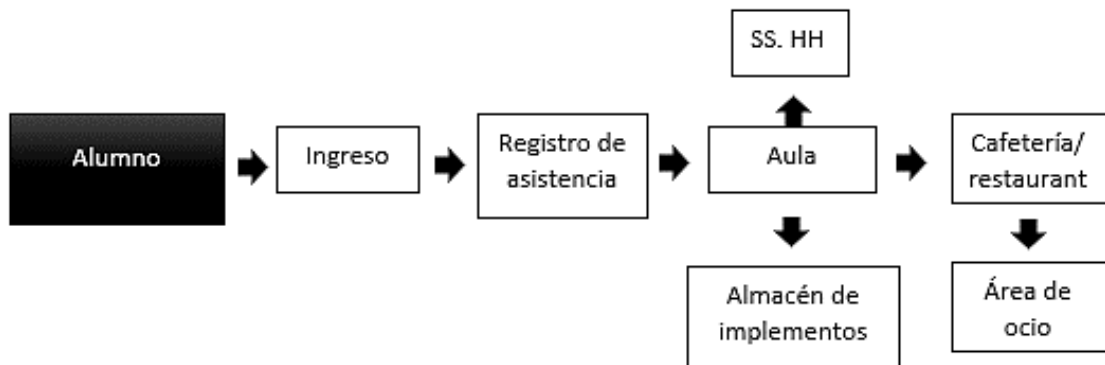 SS. HH
Alumno
Ingreso
Registro de
asistencia
Aula
Cafetería/
restaurant
Almacén de
implementos
Área de
ocio